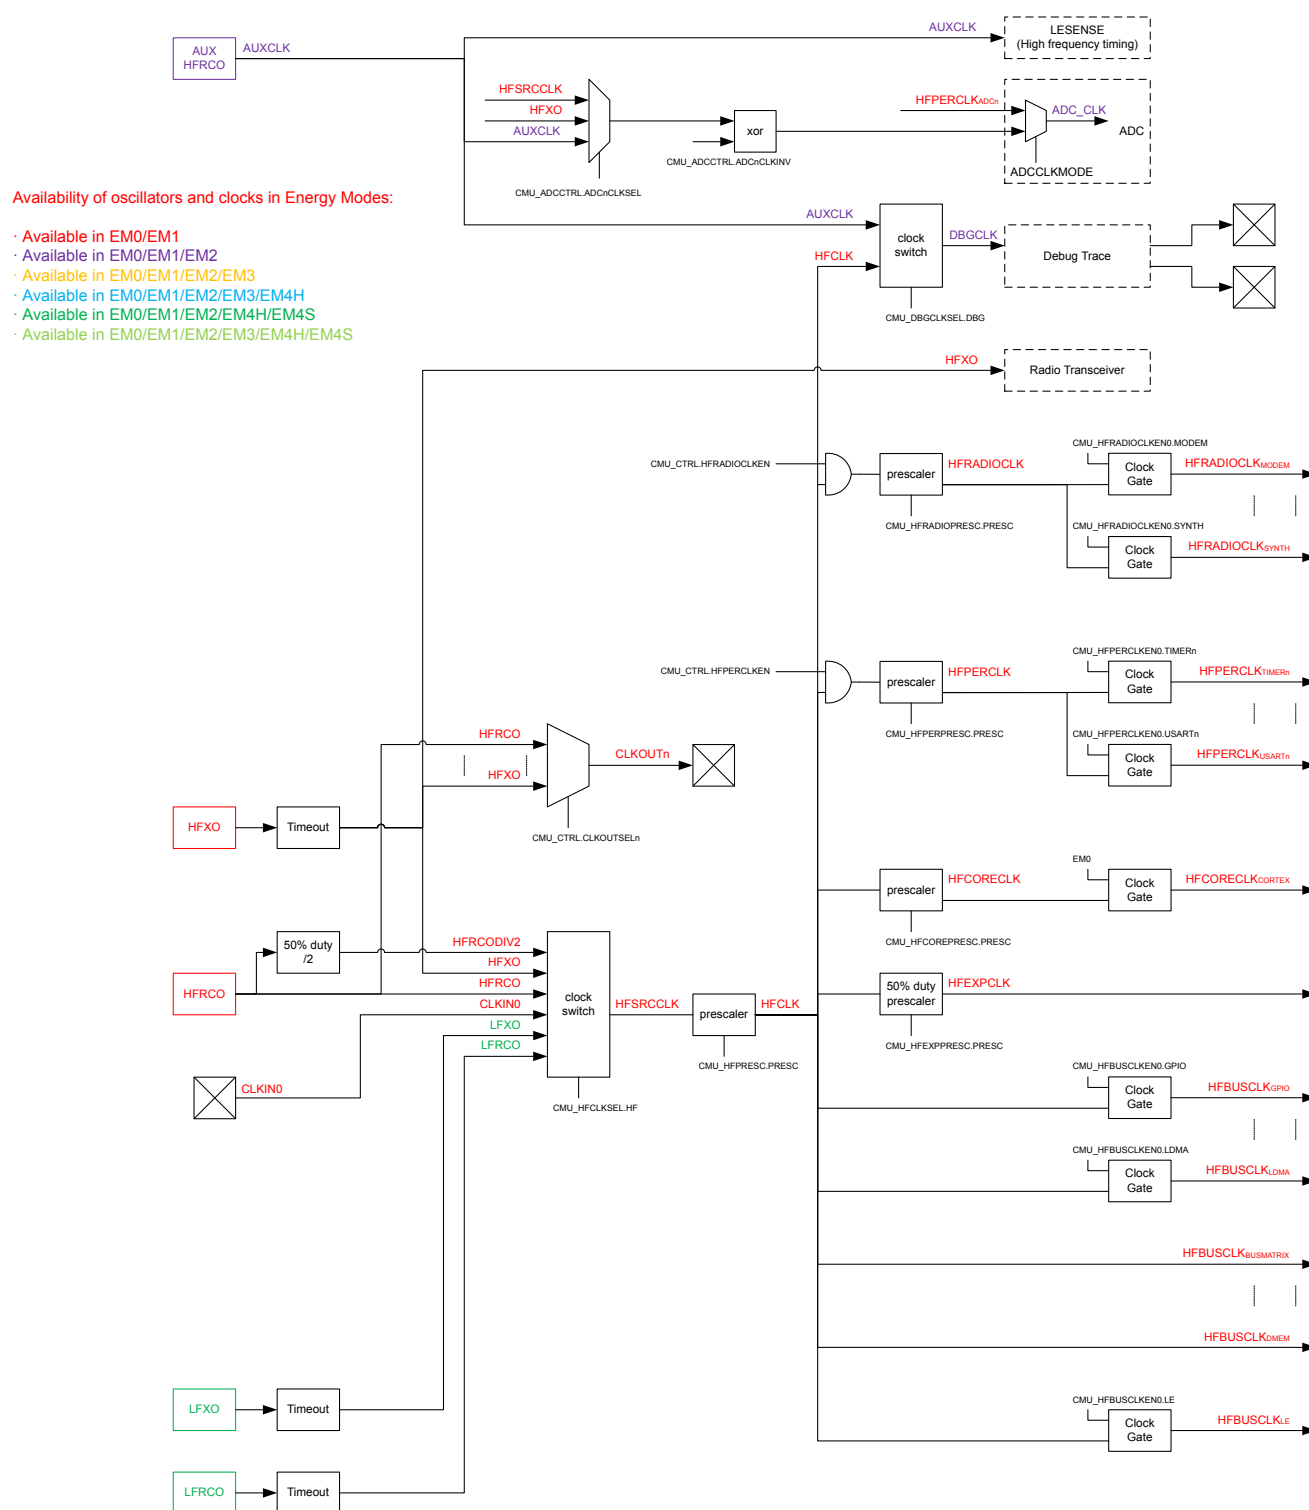 AUX
HFRCO
AUXCLK
AUXCLK
LESENSE
(High frequency timing)
HFSRCCLK
HFXO
AUXCLK
CMU_ADCCTRL.ADCnCLKSEL
xor
CMU_ADCCTRL.ADCnCLKINV
HFPERCLKADCn
ADC_CLK
ADC
ADCCLKMODE
Availability of oscillators and clocks in Energy Modes:
· Available in EM0/EM1
· Available in EM0/EM1/EM2
· Available in EM0/EM1/EM2/EM3
· Available in EM0/EM1/EM2/EM3/EM4H
· Available in EM0/EM1/EM2/EM4H/EM4S
· Available in EM0/EM1/EM2/EM3/EM4H/EM4S
AUXCLK
HFCLK
clock
switch
CMU_DBGCLKSEL.DBG
DBGCLK
Debug Trace
HFXO
Radio Transceiver
CMU_CTRL.HFRADIOCLKEN
prescaler
CMU_HFRADIOPRESC.PRESC
HFRADIOCLK
CMU_HFRADIOCLKEN0.MODEM
Clock
Gate
HFRADIOCLKMODEM
CMU_HFRADIOCLKEN0.SYNTH
Clock
Gate
HFRADIOCLKSYNTH
CMU_CTRL.HFPERCLKEN
prescaler
CMU_HFPERPRESC.PRESC
HFPERCLK
CMU_HFPERCLKEN0.TIMERn
Clock
Gate
HFPERCLKTIMERn
CMU_HFPERCLKEN0.USARTn
Clock
Gate
HFPERCLKUSARTn
HFRCO
HFXO
CLKOUTn
CMU_CTRL.CLKOUTSELn
HFXO
Timeout
prescaler
CMU_HFCOREPRESC.PRESC
HFCORECLK
EM0
Clock
Gate
HFCORECLKCORTEX
50% duty
/2
HFRCO
HFRCODIV2
HFXO
HFRCO
CLKIN0
LFXO
LFRCO
clock
switch
CMU_HFCLKSEL.HF
HFSRCCLK
prescaler
CMU_HFPRESC.PRESC
HFCLK
50% duty
prescaler
CMU_HFEXPPRESC.PRESC
HFEXPCLK
CLKIN0
CMU_HFBUSCLKEN0.GPIO
Clock
Gate
HFBUSCLKGPIO
CMU_HFBUSCLKEN0.LDMA
Clock
Gate
HFBUSCLKLDMA
HFBUSCLKBUSMATRIX
HFBUSCLKDMEM
LFXO
Timeout
CMU_HFBUSCLKEN0.LE
Clock
Gate
HFBUSCLKLE
LFRCO
Timeout